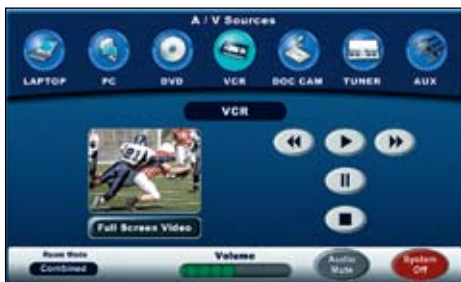 A / V Sources
LAPTOP PC DVD VCR DOC CAM TUNER AUX
VCR
Full Screen Video
Room Mode
Combined
Volume
Audio
Mute
System
Off